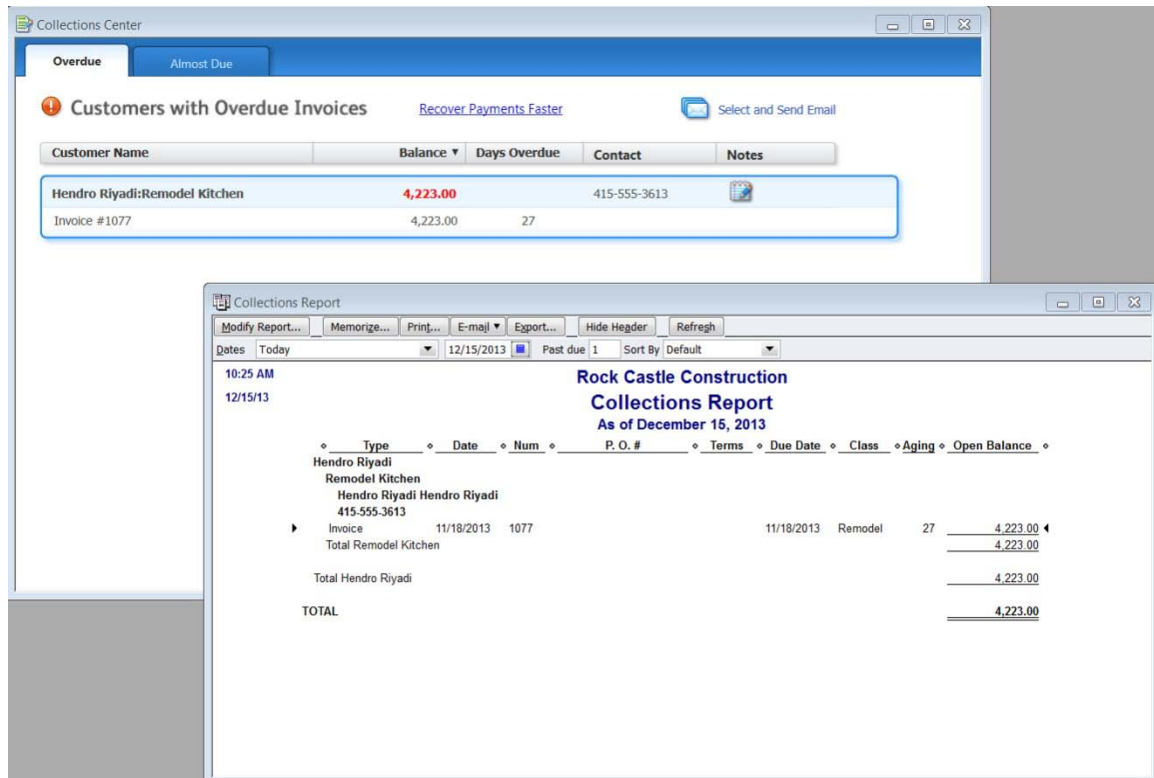 Collections Center
Overdue Almost Due
Customers with Overdue Invoices Recover Payments Faster Select and Send Email
Customer Name Balance ▼ Days Overdue Contact Notes
Hendro Riyadi:Remodel Kitchen 4,223.00 415-555-3613
Invoice #1077 4,223.00 27
Collections Report
Modify Report... Memorize... Print... E-mail ▼ Export... Hide Header Refresh
Dates Today 12/15/2013 Past due 1 Sort By Default
10:25 AM Rock Castle Construction
12/15/13 Collections Report
As of December 15, 2013
Type Date Num P. O. # Terms Due Date Class Aging Open Balance
Hendro Riyadi
Remodel Kitchen
Hendro Riyadi Hendro Riyadi
415-555-3613
Invoice 11/18/2013 1077 11/18/2013 Remodel 27 4,223.00
Total Remodel Kitchen 4,223.00
Total Hendro Riyadi 4,223.00
TOTAL 4,223.00